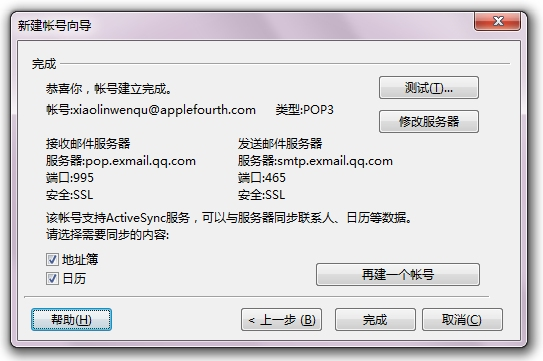 新建帐号向导
完成
恭喜你，帐号建立完成。
测试(T)...
帐号:xiaolinwenqu@applefourth.com 类型:POP3
修改服务器
接收邮件服务器 发送邮件服务器
服务器:pop.exmail.qq.com 服务器:smtp.exmail.qq.com
端口:995 端口:465
安全:SSL 安全:SSL
该帐号支持ActiveSync服务，可以与服务器同步联系人、日历等数据。
请选择需要同步的内容:
地址簿
日历
再建一个帐号
帮助(H) < 上一步 (B) 完成 取消(C)